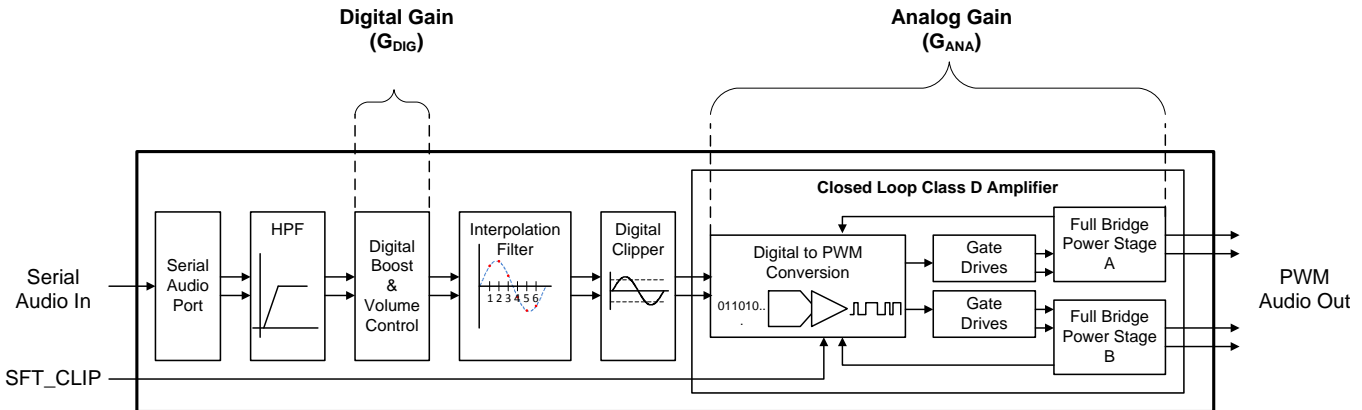 Digital Gain
(GDIG)
Analog Gain
(GANA)
Closed Loop Class D Amplifier
Serial
Audio In
Serial
Audio
Port
HPF
Digital
Boost
&
Volume
Control
Interpolation
Filter
1 2 3 4 5 6
Digital
Clipper
Digital to PWM
Conversion
011010..
.
Gate
Drives
Gate
Drives
Full Bridge
Power Stage
A
Full Bridge
Power Stage
B
PWM
Audio Out
SFT_CLIP